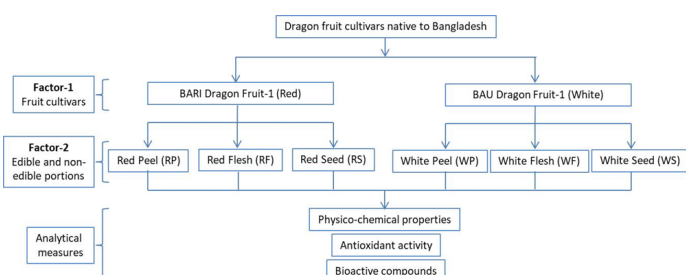 Dragon fruit cultivars native to Bangladesh
Factor-1
Fruit cultivars
BARI Dragon Fruit-1 (Red)
BAU Dragon Fruit-1 (White)
Factor-2
Edible and non-
edible portions
Red Peel (RP)
Red Flesh (RF)
Red Seed (RS)
White Peel (WP)
White Flesh (WF)
White Seed (WS)
Analytical
measures
Physico-chemical properties
Antioxidant activity
Bioactive compounds